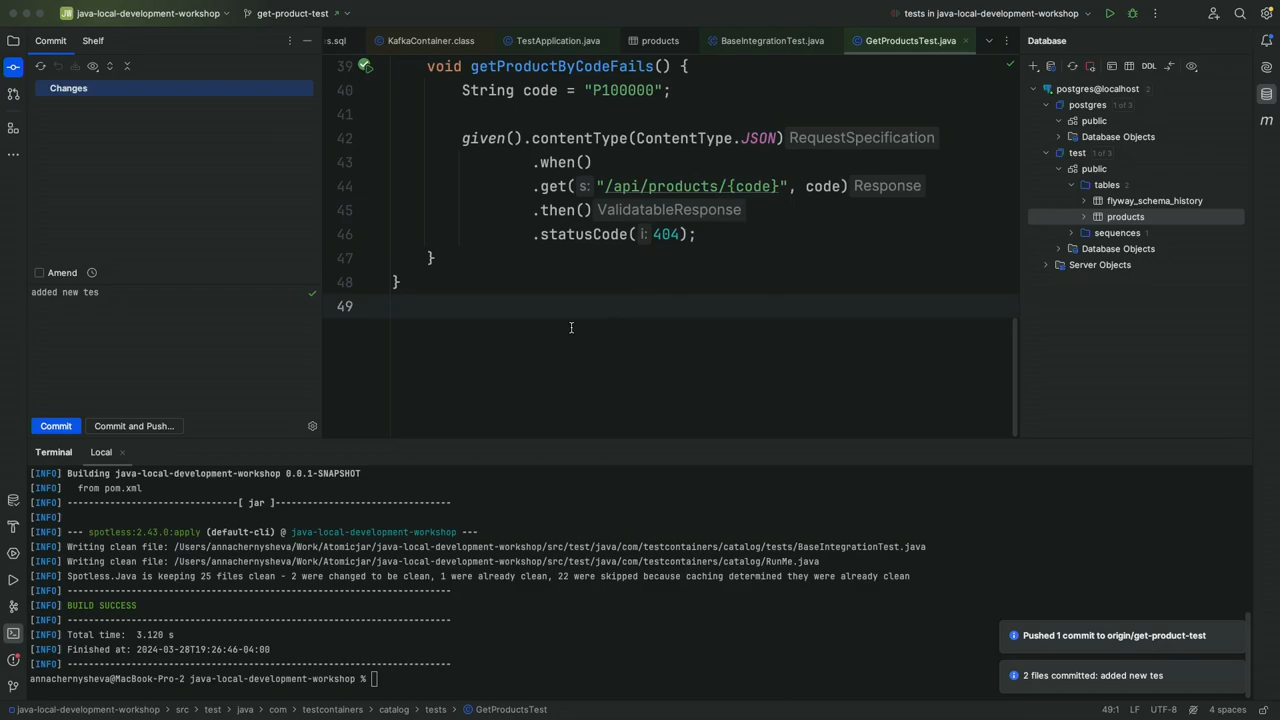 java-local-development-workshop
get-product-test
tests in java-local-development-workshop
Commit
Shelf
s.sql
KafkaContainer.class
TestApplication.java
products
BaseIntegrationTest.java
GetProductsTest.java
Database
Changes
DDL
postgres@localhost 2
postgres 1 of 3
public
Database Objects
test 1 of 3
public
tables 2
flyway_schema_history
products
sequences
Database Objects
Server Objects
39 void getProductByCodeFails() {
40 String code = "P100000";
41
42 given().contentType(ContentType.JSON) RequestSpecification
43 .when()
44 .get( s: "/api/products/{code}", code) Response
45 .then() ValidatableResponse
46 .statusCode( i: 404);
47 }
48 }
49
Amend
added new tes
Commit
Commit and Push...
Terminal
Local
[INFO] Building java-local-development-workshop 0.0.1-SNAPSHOT
[INFO] from pom.xml
[INFO] --------------------------------[ jar ]---------------------------------
[INFO]
[INFO] --- spotless:2.43.0:apply (default-cli) @ java-local-development-workshop ---
[INFO] Writing clean file: /Users/annachernysheva/Work/Atomicjar/java-local-development-workshop/src/test/java/com/testcontainers/catalog/tests/BaseIntegrationTest.java
[INFO] Writing clean file: /Users/annachernysheva/Work/Atomicjar/java-local-development-workshop/src/test/java/com/testcontainers/catalog/RunMe.java
[INFO] Spotless.Java is keeping 25 files clean - 2 were changed to be clean, 1 were already clean, 22 were skipped because caching determined they were already clean
[INFO] ------------------------------------------------------------------------
[INFO] BUILD SUCCESS
[INFO] ------------------------------------------------------------------------
[INFO] Total time:  3.120 s
[INFO] Finished at: 2024-03-28T19:26:46-04:00
[INFO] ------------------------------------------------------------------------
annachernysheva@MacBook-Pro-2 java-local-development-workshop %
Pushed 1 commit to origin/get-product-test
2 files committed: added new tes
java-local-development-workshop > src > test > java > com > testcontainers > catalog > tests > GetProductsTest
49:1 LF UTF-8 4 spaces